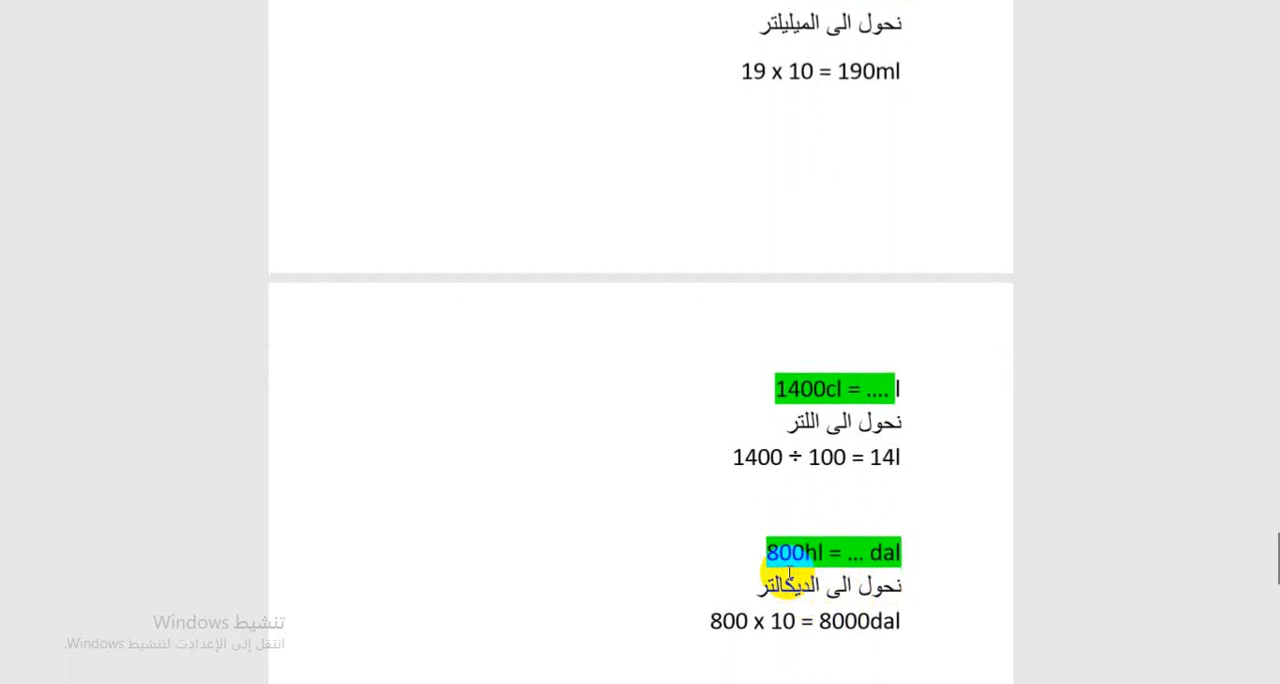 نحول الى الميليلتر
19 x 10 = 190ml
1400cl = .... l
نحول الى اللتر
1400 ÷ 100 = 14l
800hl = ... dal
نحول الى الديكالتر
800 x 10 = 8000dal
تنشيط Windows
انتقل إلى الإعدادت لتنشيط Windows.